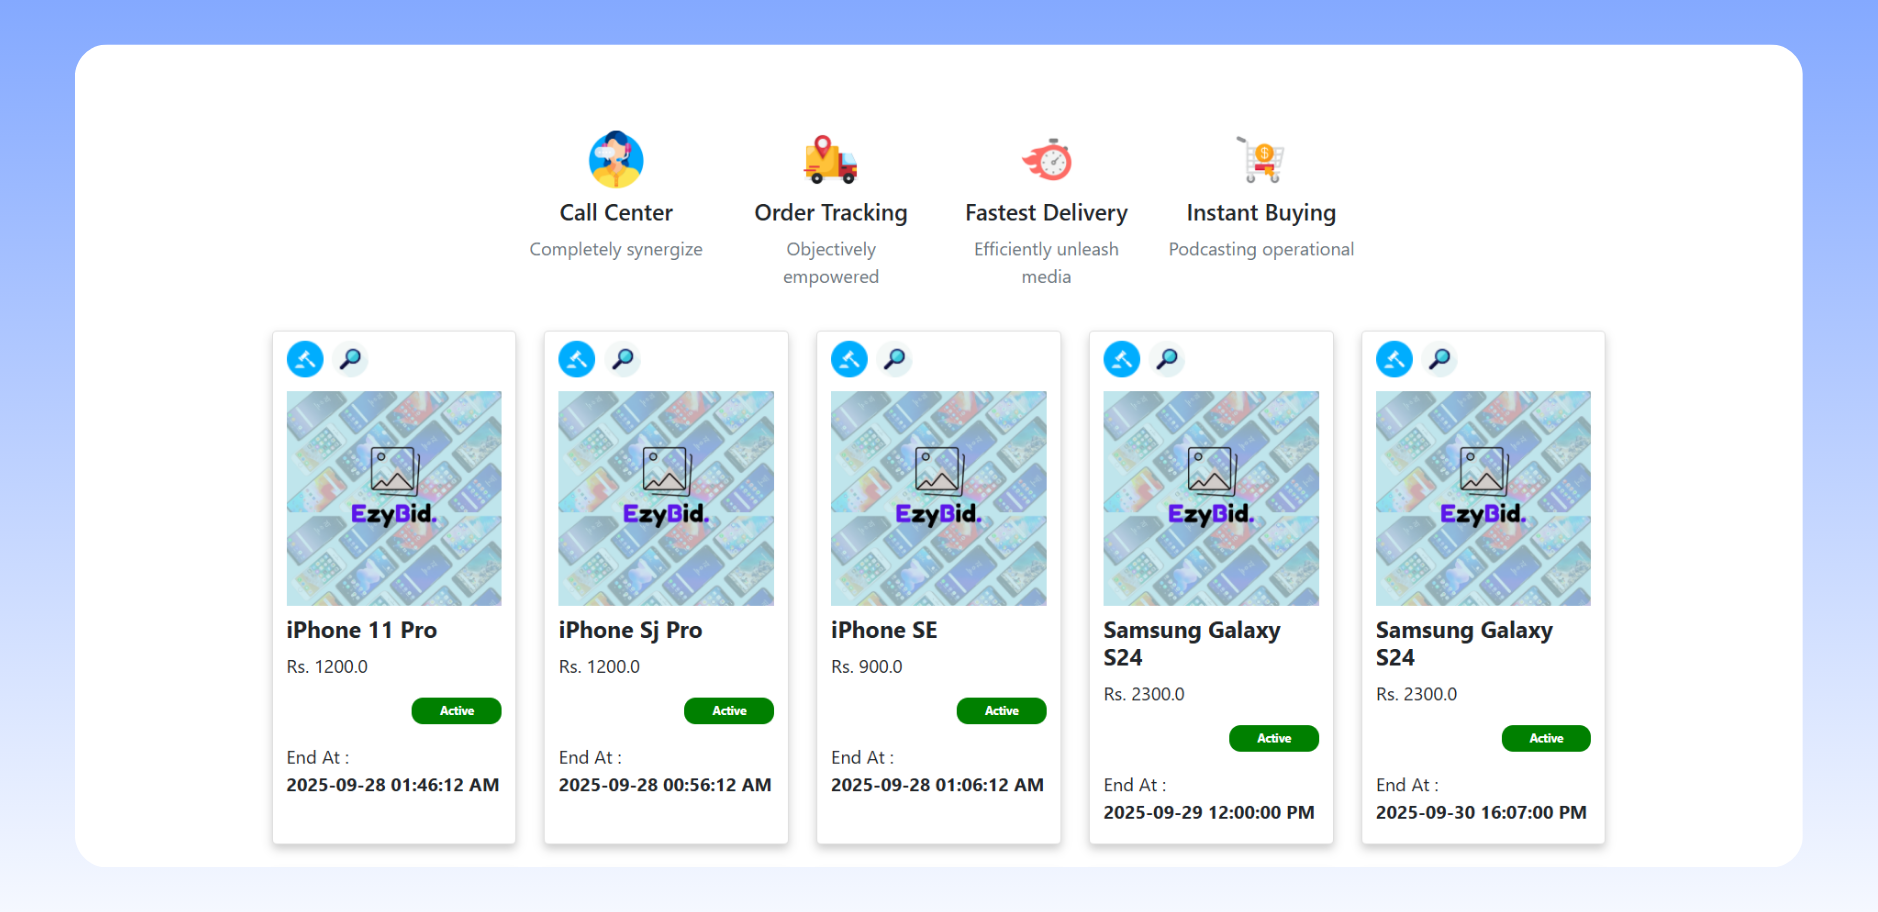 Call Center
Order Tracking
Fastest Delivery
Instant Buying
Completely synergize
Objectively
empowered
Efficiently unleash
media
Podcasting operational
EzyBid.
iPhone 11 Pro
Rs. 1200.0
Active
End At :
2025-09-28 01:46:12 AM
EzyBid.
iPhone Sj Pro
Rs. 1200.0
Active
End At :
2025-09-28 00:56:12 AM
EzyBid.
iPhone SE
Rs. 900.0
Active
End At :
2025-09-28 01:06:12 AM
EzyBid.
Samsung Galaxy
S24
Rs. 2300.0
Active
End At :
2025-09-29 12:00:00 PM
EzyBid.
Samsung Galaxy
S24
Rs. 2300.0
Active
End At :
2025-09-30 16:07:00 PM